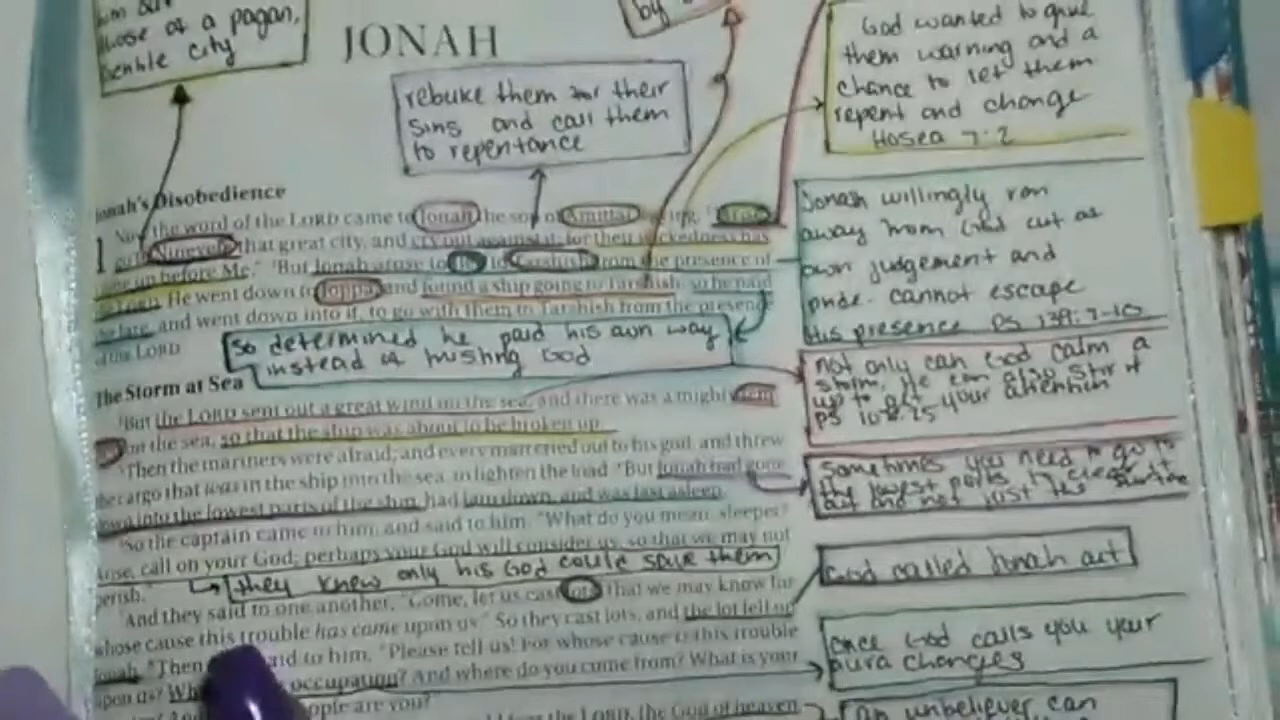 those of a pagan,
city
JONAH
by
God wanted to give
them warning and a
chance to let them
repent and change
Hosea 7:2
rebuke them for their
sins and call them
to repentance
Jonah's Disobedience
1 Now the word of the LORD came to Jonah the son of Amittai saying, "Arise
go to Nineveh, that great city, and cry out against it; for their wickedness has
come up before Me." But Jonah arose to to Tarshish from the presence of
LORD. He went down to Joppa and found a ship going to Tarshish; so he paid
the fare, and went down into it, to go with them to Tarshish from the presence
of the LORD
Jonah willingly ran
away from God out as
own judgement and
pride. cannot escape
His presence PS 139:7-10
so determined he paid his own way
instead of trusting God
The Storm at Sea
But the LORD sent out a great wind on the sea, and there was a mighty
on the sea, so that the ship was about to be broken up.
Then the mariners were afraid; and every man cried out to his god, and threw
the cargo that was in the ship into the sea, to lighten the load. But Jonah had gone
down into the lowest parts of the ship, had lain down, and was fast asleep.
So the captain came to him, and said to him, "What do you mean, sleeper?
Arise, call on your God; perhaps your God will consider us, so that we may not
perish."
they knew only his God could save them
And they said to one another, "Come, let us cast lots, that we may know for
whose cause this trouble has come upon us." So they cast lots, and the lot fell on
Jonah. Then said to him, "Please tell us! For whose cause is this trouble
upon us? occupation? And where do you come from? What is your
people are you?"
the LORD, the God of heaven
not only can God calm a
storm, He can also stir it
up to get your attention
PS
sometimes you need to go to
the lowest parts
and not just the
God called Jonah out
once God calls you your
changes
an unbeliever can